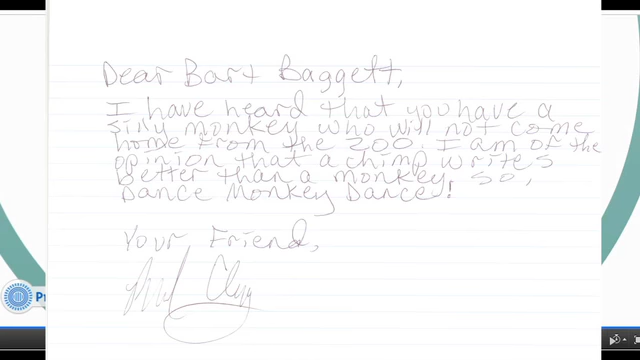 Dear Bart Baggett,
I have heard that you have a
silly monkey who will not come
home from the zoo. I am of the
opinion that a chimp writes
better than a monkey so,
Dance Monkey Dance!
Your Friend,